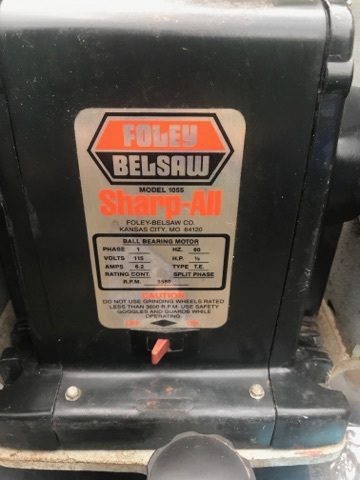 FOLEY
BELSAW
MODEL 1055
Sharp-All
FOLEY-BELSAW CO.
KANSAS CITY, MO 64120
BALL BEARING MOTOR
PHASE 1 HZ. 60
VOLTS 115 H.P. ½
AMPS 6.2 TYPE T.E.
RATING CONT SPLIT PHASE
R.P.M.
CAUTION
DO NOT USE GRINDING WHEELS RATED
LESS THAN 3600 R.P.M. USE SAFETY
GOGGLES AND GUARDS WHILE
OPERATING.